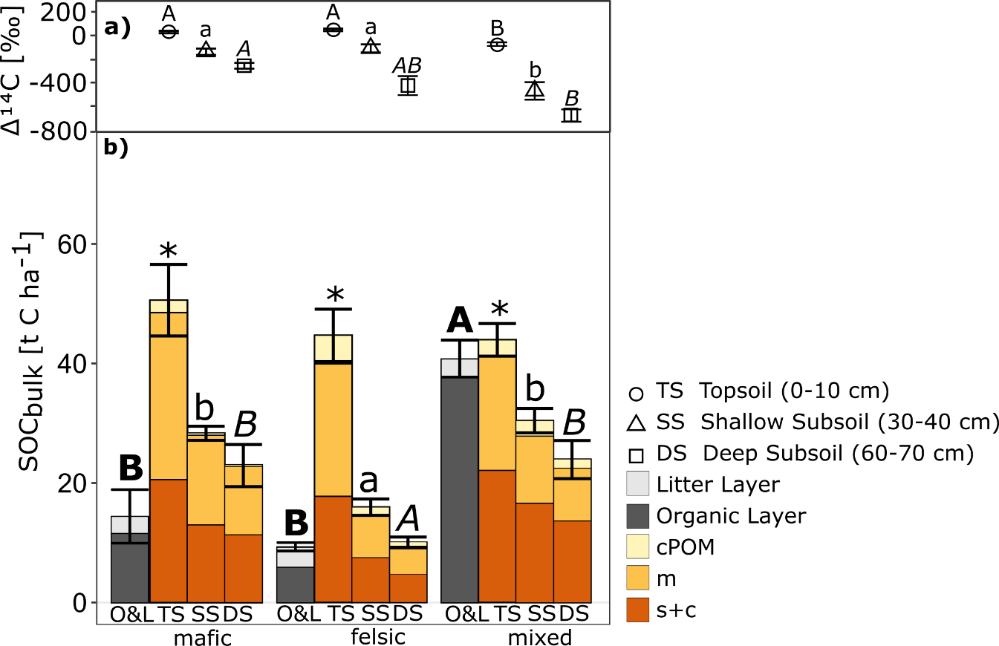 a)
Δ¹⁴C [‰]
200
0
-400
-800
A
a
A
A
a
AB
B
b
B
b)
SOCbulk [t C ha⁻¹]
60
40
20
0
B
*
b
B
B
*
a
A
A
*
b
B
O&L TS SS DS
O&L TS SS DS
O&L TS SS DS
mafic
felsic
mixed
TS Topsoil (0-10 cm)
SS Shallow Subsoil (30-40 cm)
DS Deep Subsoil (60-70 cm)
Litter Layer
Organic Layer
cPOM
m
s+c